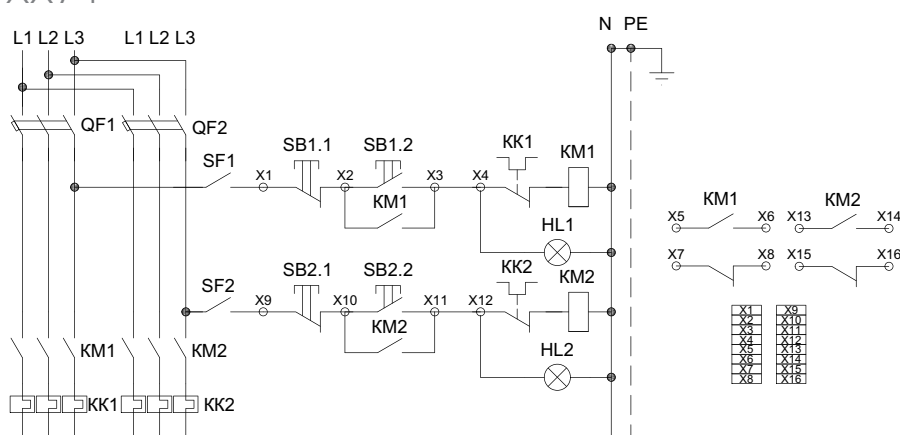 N PE
L1 L2 L3 L1 L2 L3
QF1 QF2
SF1 SB1.1 SB1.2 KK1 KM1
X1 X2 X3 X4
KM1
HL1
KM1 KM2
X5 X6 X13 X14
X7 X8 X15 X16
SF2 SB2.1 SB2.2 KK2 KM2
X9 X10 X11 X12
KM2
HL2
KM1 KM2
KK1 KK2
X1 X9
X2 X10
X3 X11
X4 X12
X5 X13
X6 X14
X7 X15
X8 X16